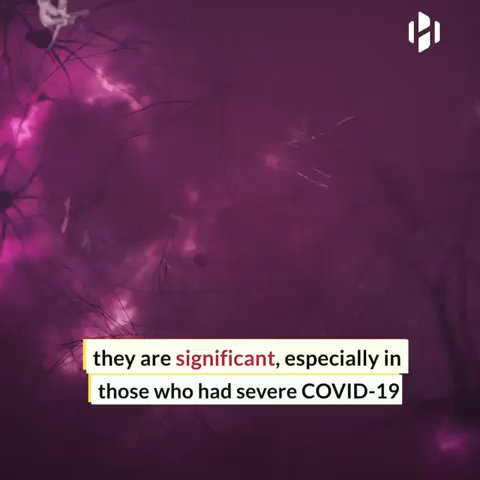 they are significant, especially in
those who had severe COVID-19